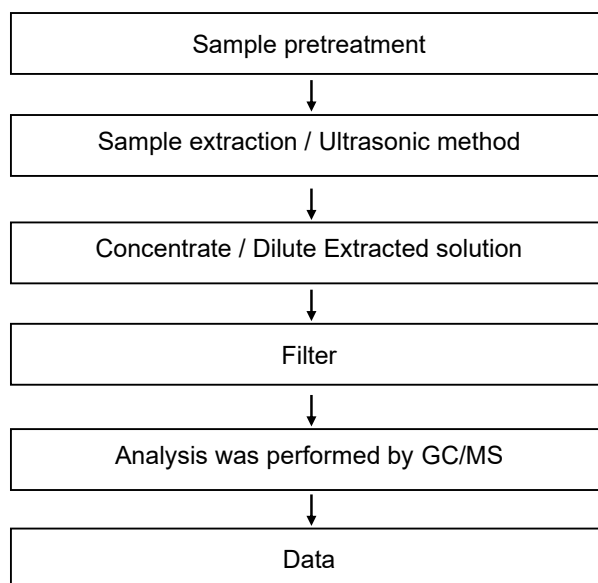 Sample pretreatment
Sample extraction / Ultrasonic method
Concentrate / Dilute Extracted solution
Filter
Analysis was performed by GC/MS
Data